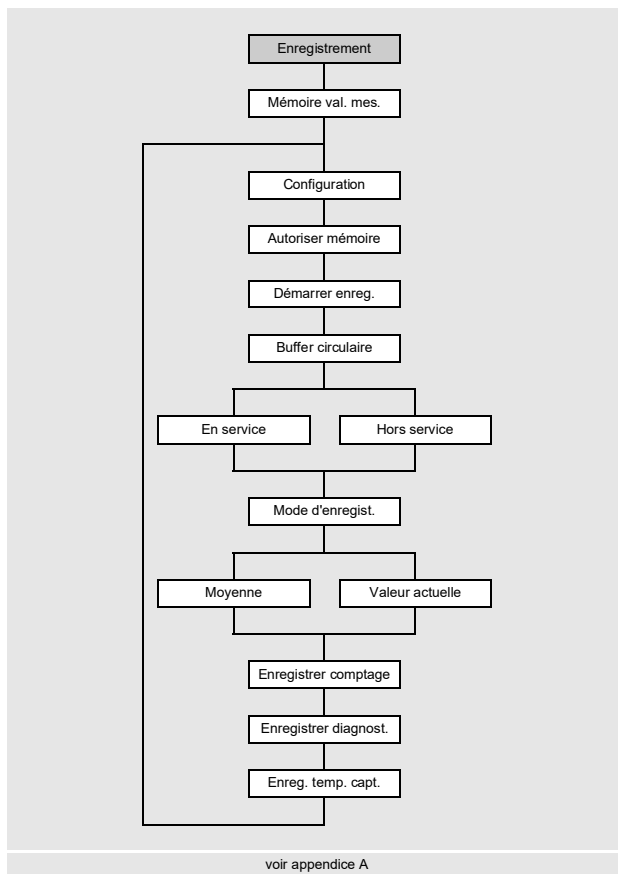 Enregistrement
Mémoire val. mes.
Configuration
Autoriser mémoire
Démarrer enreg.
Buffer circulaire
En service
Hors service
Mode d'enregist.
Moyenne
Valeur actuelle
Enregistrer comptage
Enregistrer diagnost.
Enreg. temp. capt.
voir appendice A